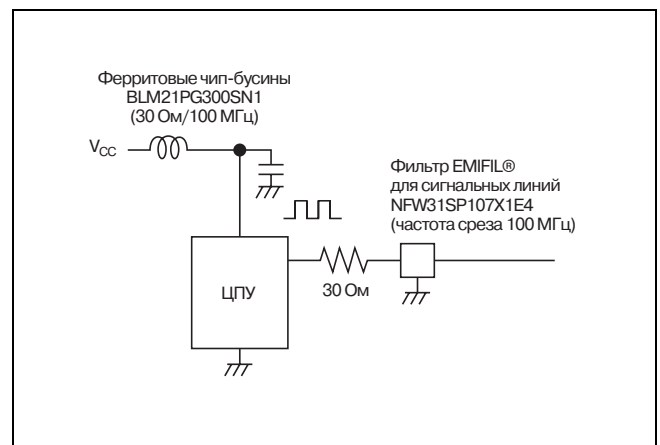 Ферритовые чип-бусины
BLM21PG300SN1
(30 Ом/100 МГц)
VCC
Фильтр EMIFIL®
для сигнальных линий
NFW31SP107X1E4
(частота среза 100 МГц)
ЦПУ
30 Ом